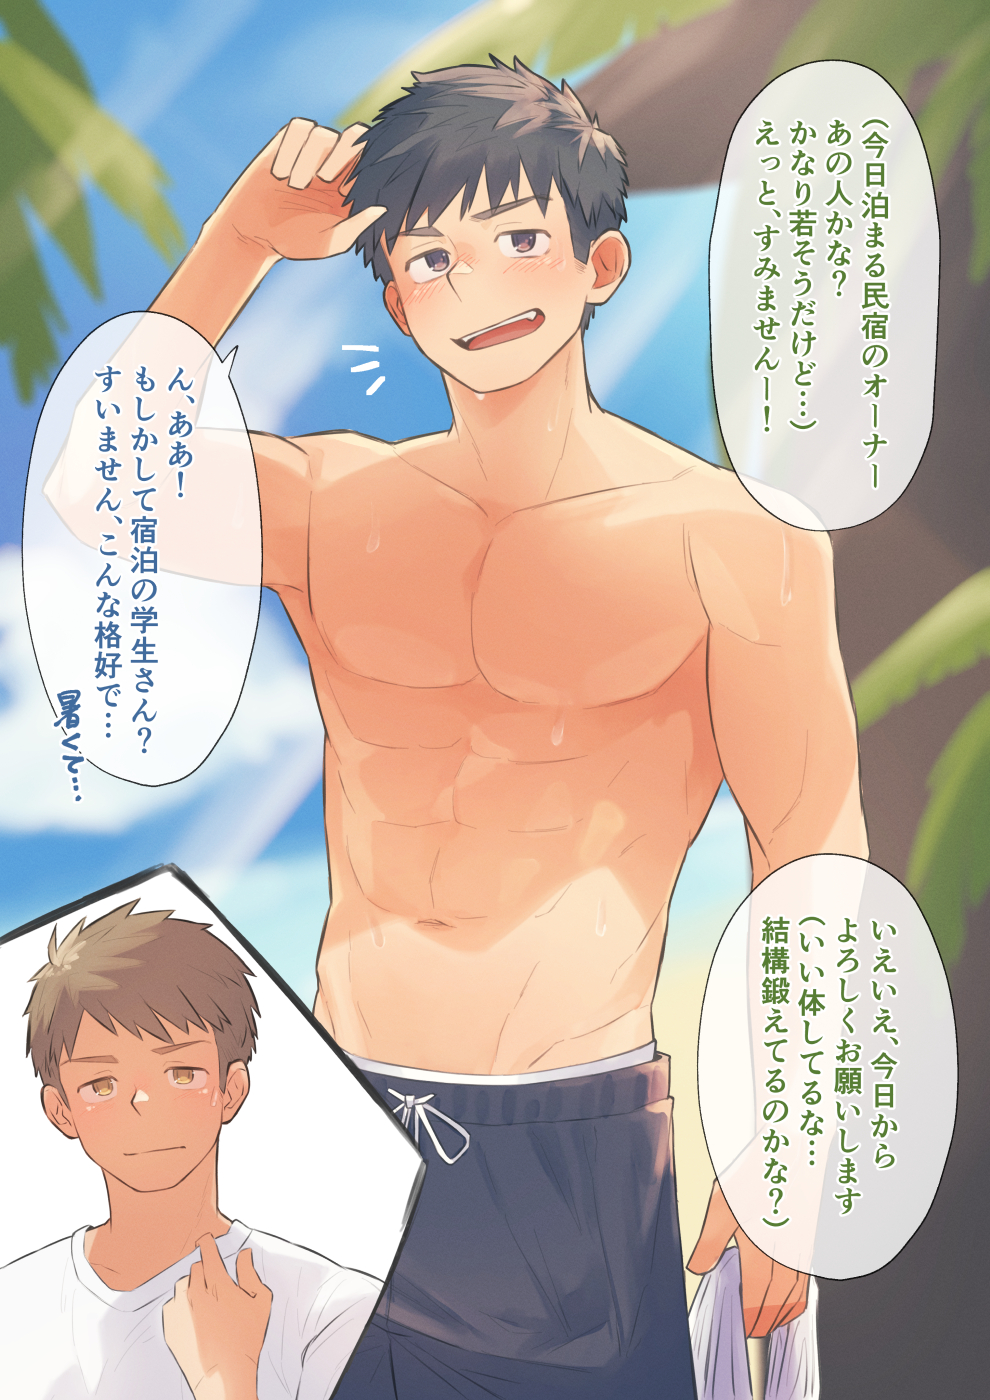 (今日泊まる民宿のオーナー
あの人かな?
かなり若そうだけど…)
えっと、すみませんー!
ん、ああ!
もしかして宿泊の学生さん?
すいません、こんな格好で…
暑くて…
いえいえ、今日から
よろしくお願いします
(いい体してるな…
結構鍛えてるのかな?)